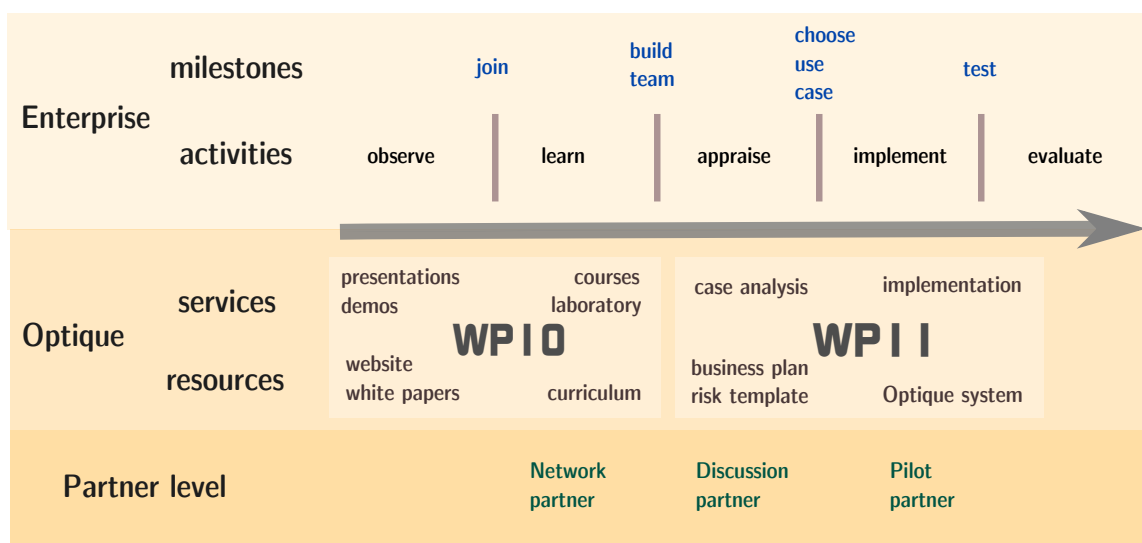 milestones
join
build
team
choose
use
case
test
Enterprise
activities
observe
learn
appraise
implement
evaluate
presentations
demos
courses
laboratory
case analysis
implementation
services
Optique
WP10
WP11
resources
website
white papers
curriculum
business plan
risk template
Optique system
Partner level
Network
partner
Discussion
partner
Pilot
partner